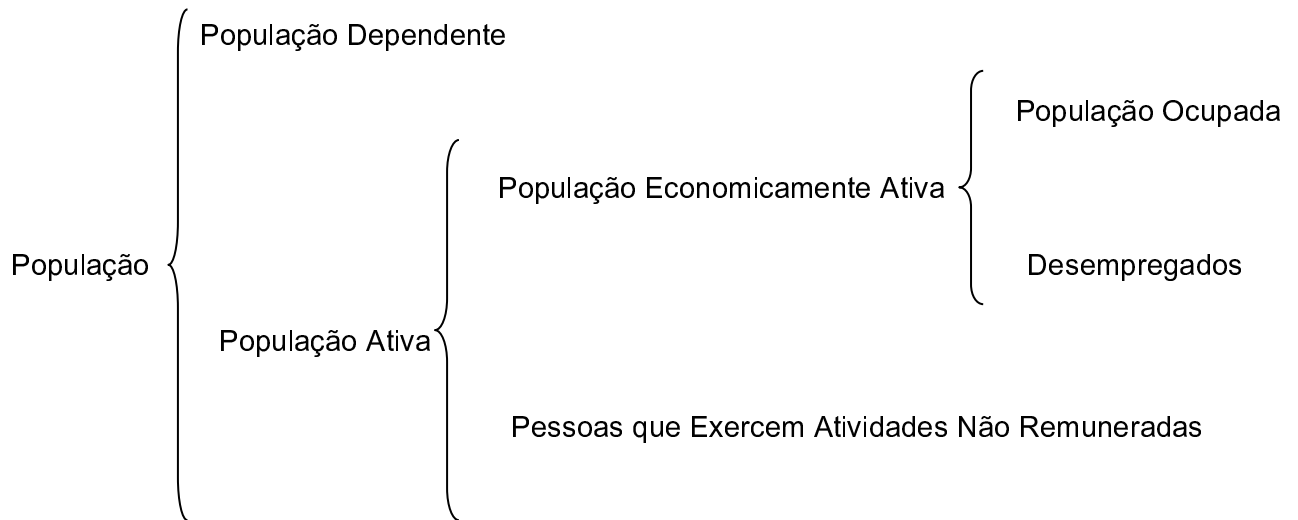 População Dependente
População Ocupada
População Economicamente Ativa
População
Desempregados
População Ativa
Pessoas que Exercem Atividades Não Remuneradas